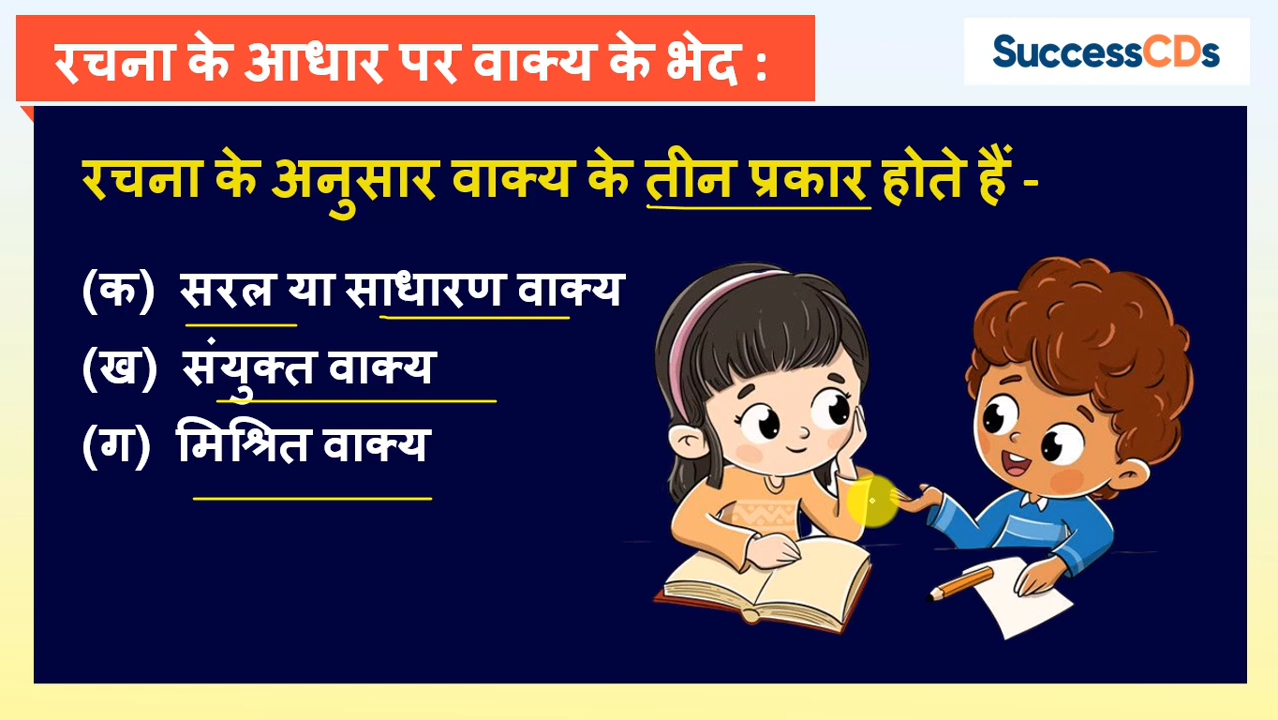 रचना के आधार पर वाक्य के भेद :
SuccessCDs
रचना के अनुसार वाक्य के तीन प्रकार होते हैं -
(क) सरल या साधारण वाक्य
(ख) संयुक्त वाक्य
(ग) मिश्रित वाक्य